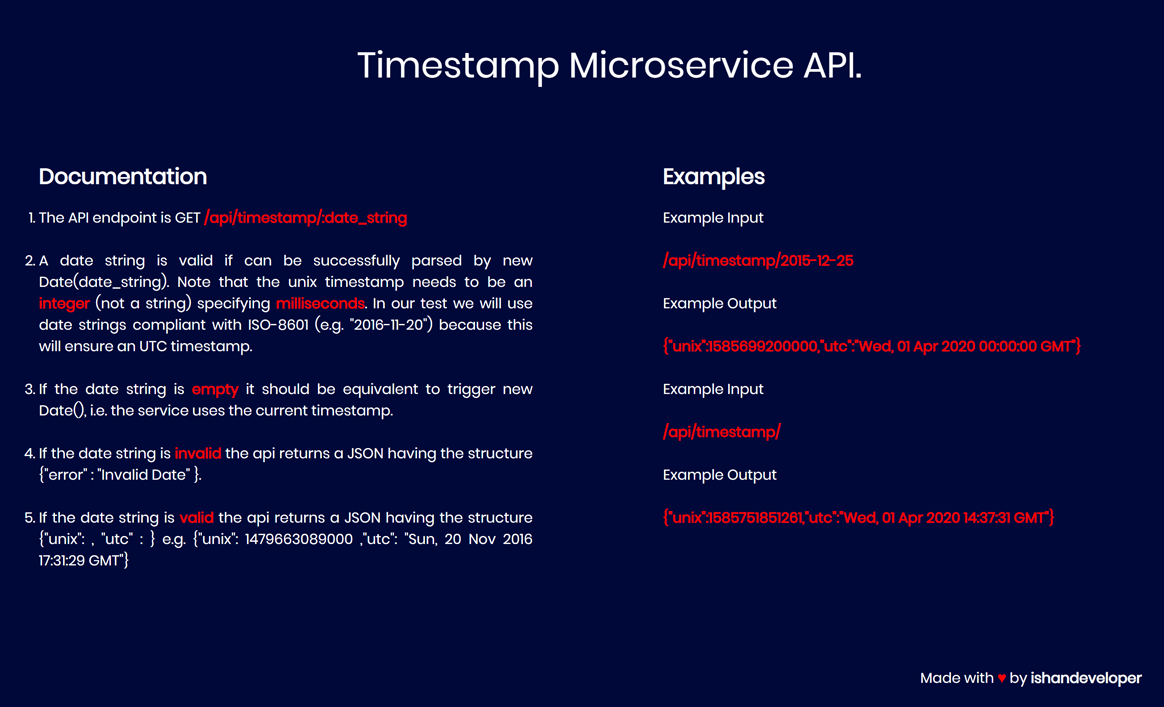 Timestamp Microservice API.
Documentation
1. The API endpoint is GET /api/timestamp/:date_string
2. A date string is valid if can be successfully parsed by new
Date(date_string). Note that the unix timestamp needs to be an
integer (not a string) specifying milliseconds. In our test we will use
date strings compliant with ISO-8601 (e.g. "2016-11-20") because this
will ensure an UTC timestamp.
3. If the date string is empty it should be equivalent to trigger new
Date(), i.e. the service uses the current timestamp.
4. If the date string is invalid the api returns a JSON having the structure
{"error" : "Invalid Date" }.
5. If the date string is valid the api returns a JSON having the structure
{"unix": , "utc" : } e.g. {"unix": 1479663089000 ,"utc": "Sun, 20 Nov 2016
17:31:29 GMT"}
Examples
Example Input
/api/timestamp/2015-12-25
Example Output
{"unix":1585699200000,"utc":"Wed, 01 Apr 2020 00:00:00 GMT"}
Example Input
/api/timestamp/
Example Output
{"unix":1585751851261,"utc":"Wed, 01 Apr 2020 14:37:31 GMT"}
Made with ♥ by ishandeveloper